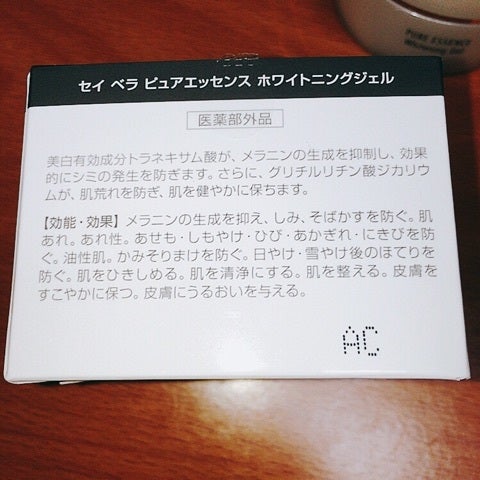 PURE ESSENCE
Whitening Gel
セイ ベラ ピュアエッセンス ホワイトニングジェル
医薬部外品
美白有効成分トラネキサム酸が、メラニンの生成を抑制し、効果
的にシミの発生を防ぎます。さらに、グリチルリチン酸ジカリウ
ムが、肌荒れを防ぎ、肌を健やかに保ちます。
【効能・効果】メラニンの生成を抑え、しみ、そばかすを防ぐ。肌
あれ。あれ性。あせも・しもやけ・ひび・あかぎれ・にきびを防
ぐ。油性肌。かみそりまけを防ぐ。日やけ・雪やけ後のほてりを
防ぐ。肌をひきしめる。肌を清浄にする。肌を整える。皮膚を
すこやかに保つ。皮膚にうるおいを与える。
AC